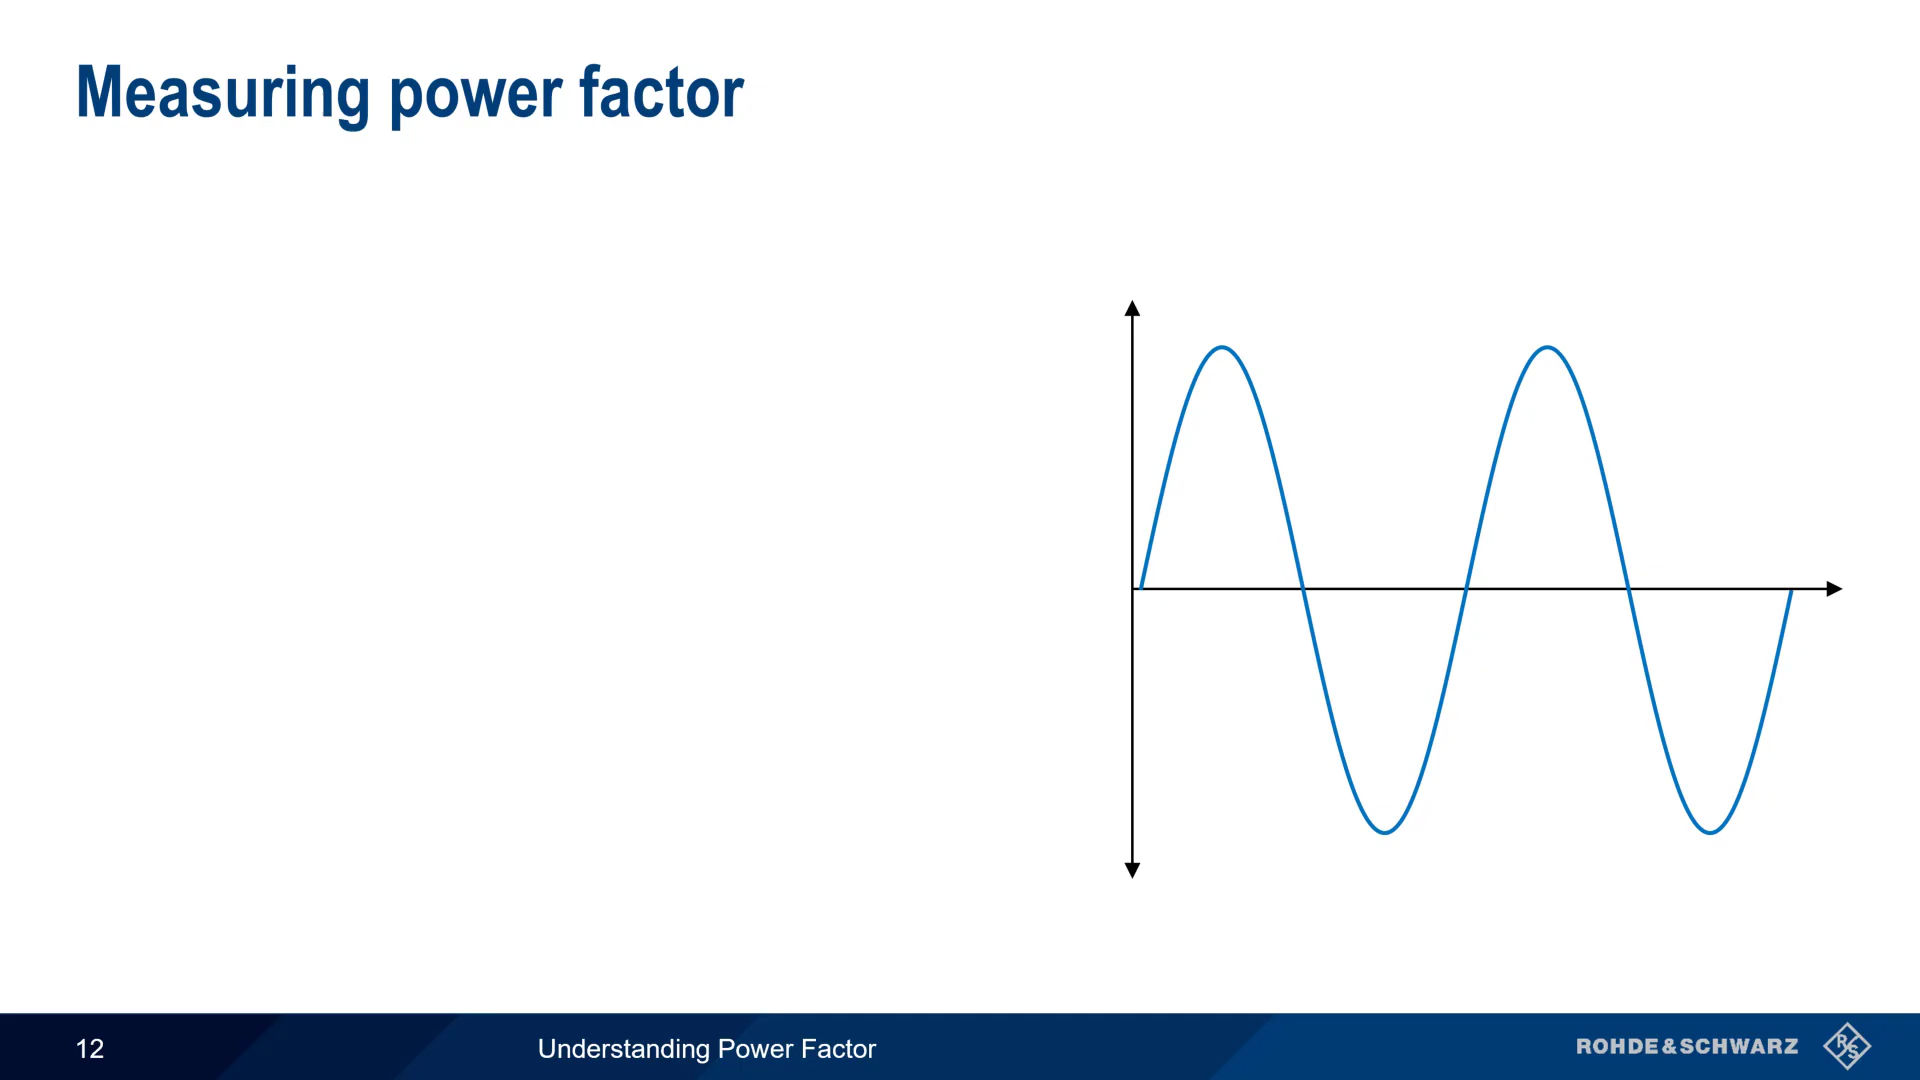 Measuring power factor
12
Understanding Power Factor
ROHDE&SCHWARZ
R&S